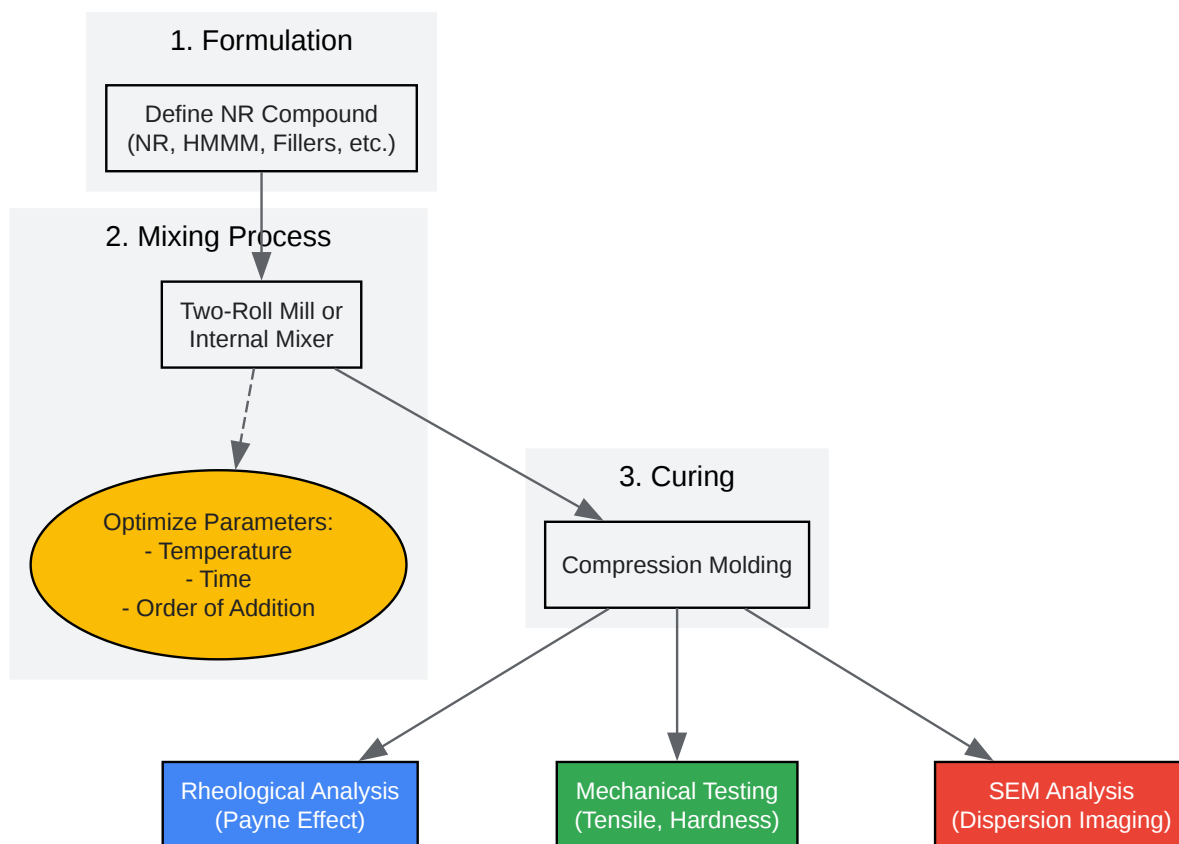 1. Formulation
Define NR Compound
(NR, HMMM, Fillers, etc.)
2. Mixing Process
Two-Roll Mill or
Internal Mixer
Optimize Parameters:
- Temperature
- Time
- Order of Addition
3. Curing
Compression Molding
Rheological Analysis
(Payne Effect)
Mechanical Testing
(Tensile, Hardness)
SEM Analysis
(Dispersion Imaging)